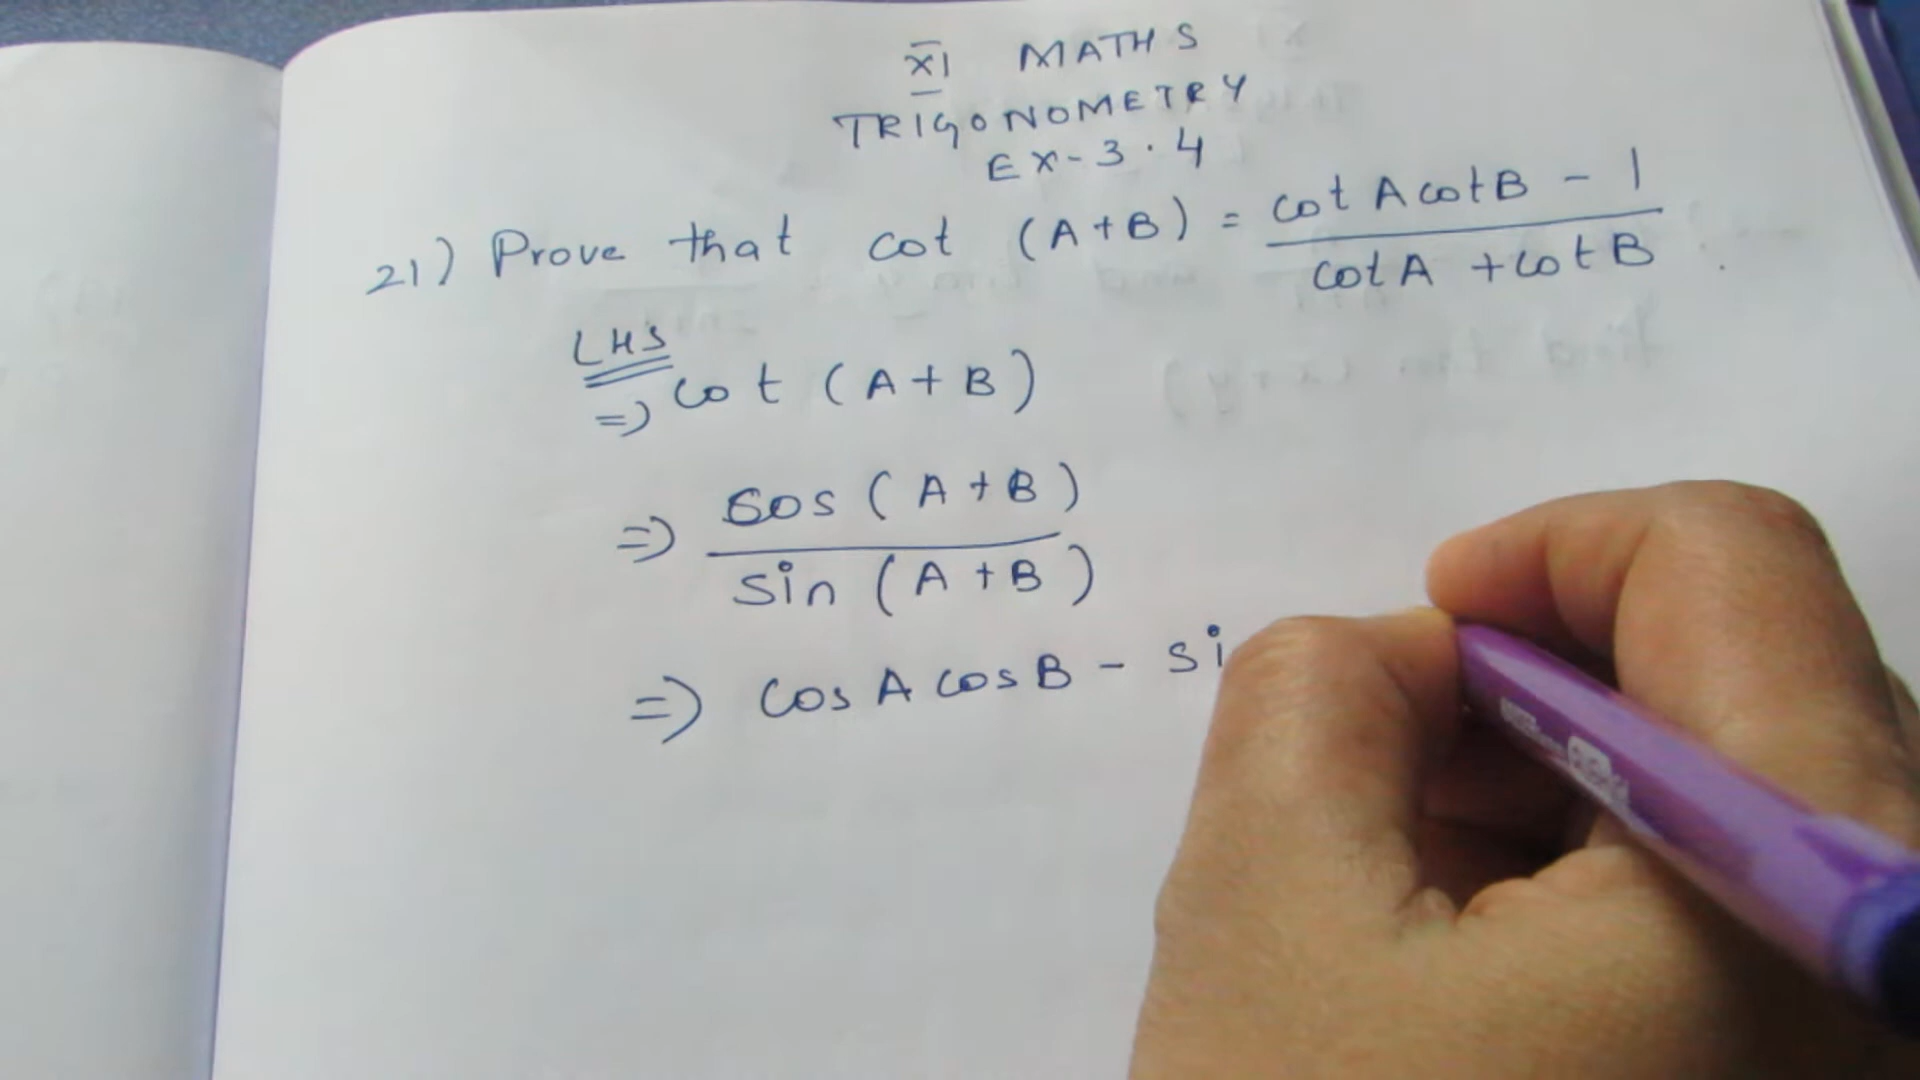 XI MATHS
TRIGONOMETRY
EX-3.4
21) Prove that cot (A+B) = cot A cot B - 1 / cot A + cot B .
LHS
=> cot (A+B)
=> cos (A+B) / sin (A+B)
=> cos A cos B - si